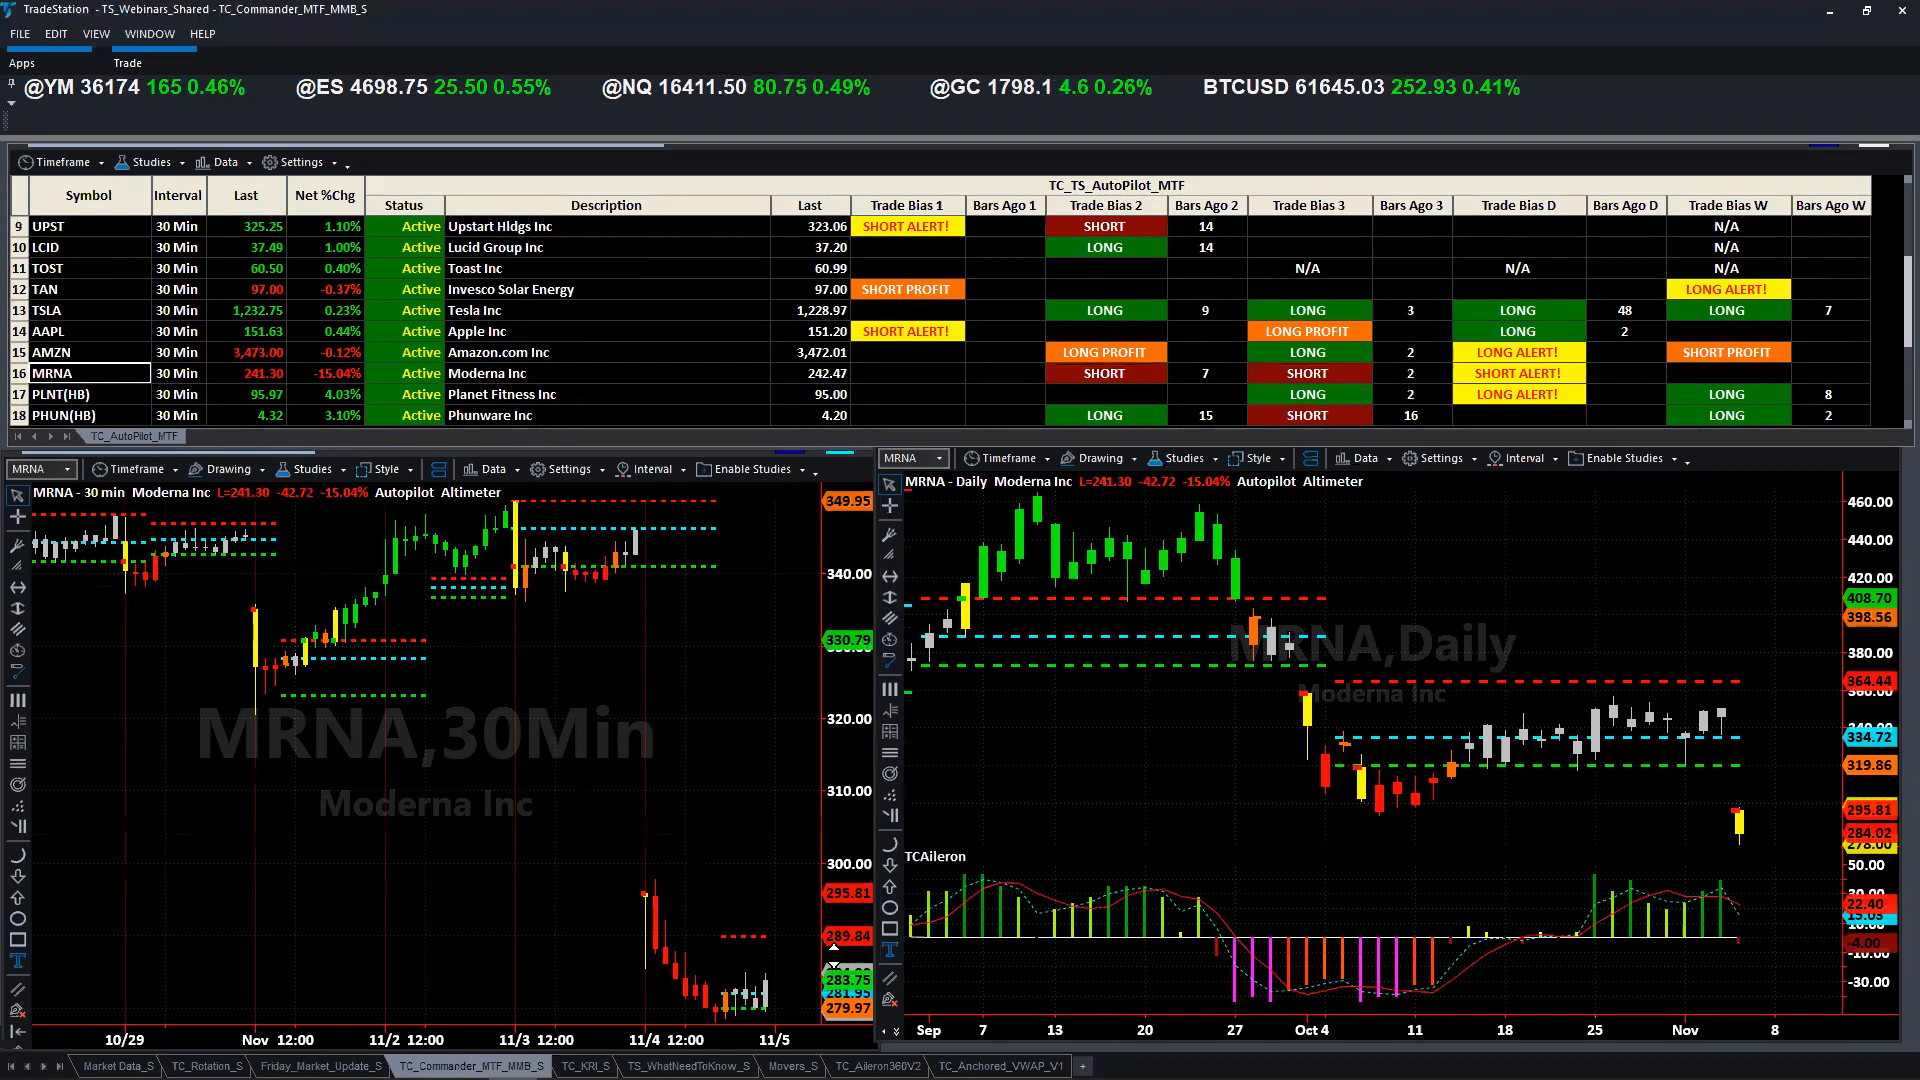 TradeStation - TS_Webinars_Shared - TC_Commander_MTF_MMB_S
FILE EDIT VIEW WINDOW HELP
Apps Trade
@YM 36174 165 0.46% @ES 4698.75 25.50 0.55% @NQ 16411.50 80.75 0.49% @GC 1798.1 4.6 0.26% BTCUSD 61645.03 252.93 0.41%
Timeframe Studies Data Settings
TC_TS_AutoPilot_MTF
Symbol Interval Last Net %Chg Status Description Last Trade Bias 1 Bars Ago 1 Trade Bias 2 Bars Ago 2 Trade Bias 3 Bars Ago 3 Trade Bias D Bars Ago D Trade Bias W Bars Ago W
9 UPST 30 Min 325.25 1.10% Active Upstart Hldgs Inc 323.06 SHORT ALERT! SHORT 14 N/A
10 LCID 30 Min 37.49 1.00% Active Lucid Group Inc 37.20 LONG 14 N/A
11 TOST 30 Min 60.50 0.40% Active Toast Inc 60.99 N/A N/A N/A
12 TAN 30 Min 97.00 -0.37% Active Invesco Solar Energy 97.00 SHORT PROFIT LONG ALERT!
13 TSLA 30 Min 1,232.75 0.23% Active Tesla Inc 1,228.97 LONG 9 LONG 3 LONG 48 LONG 7
14 AAPL 30 Min 151.63 0.44% Active Apple Inc 151.20 SHORT ALERT! LONG PROFIT LONG 2
15 AMZN 30 Min 3,473.00 -0.12% Active Amazon.com Inc 3,472.01 LONG PROFIT LONG 2 LONG ALERT! SHORT PROFIT
16 MRNA 30 Min 241.30 -15.04% Active Moderna Inc 242.47 SHORT 7 SHORT 2 SHORT ALERT!
17 PLNT(HB) 30 Min 95.97 4.03% Active Planet Fitness Inc 95.00 LONG 2 LONG ALERT! LONG 8
18 PHUN(HB) 30 Min 4.32 3.10% Active Phunware Inc 4.20 LONG 15 SHORT 16 LONG 2
TC_AutoPilot_MTF
MRNA Timeframe Drawing Studies Style Data Settings Interval Enable Studies
MRNA - 30 min Moderna Inc L=241.30 -42.72 -15.04% Autopilot Altimeter
349.95
340.00
330.79
320.00
310.00
300.00
295.81
289.84
283.75
281.95
279.97
MRNA,30Min
Moderna Inc
10/29 Nov 12:00 11/2 12:00 11/3 12:00 11/4 12:00 11/5
MRNA Timeframe Drawing Studies Style Data Settings Interval Enable Studies
MRNA - Daily Moderna Inc L=241.30 -42.72 -15.04% Autopilot Altimeter
460.00
440.00
420.00
408.70
398.56
380.00
364.44
360.00
340.00
334.72
319.86
295.81
284.02
278.00
MRNA,Daily
Moderna Inc
TCAileron
50.00
30.00
22.40
15.05
10.00
-4.00
-10.00
-30.00
Sep 7 13 20 27 Oct 4 11 18 25 Nov 8
Market Data_S TC_Rotation_S Friday_Market_Update_S TC_Commander_MTF_MMB_S TC_KRI_S TS_WhatNeedToKnow_S Movers_S TC_Aileron360V2 TC_Anchored_VWAP_V1 +